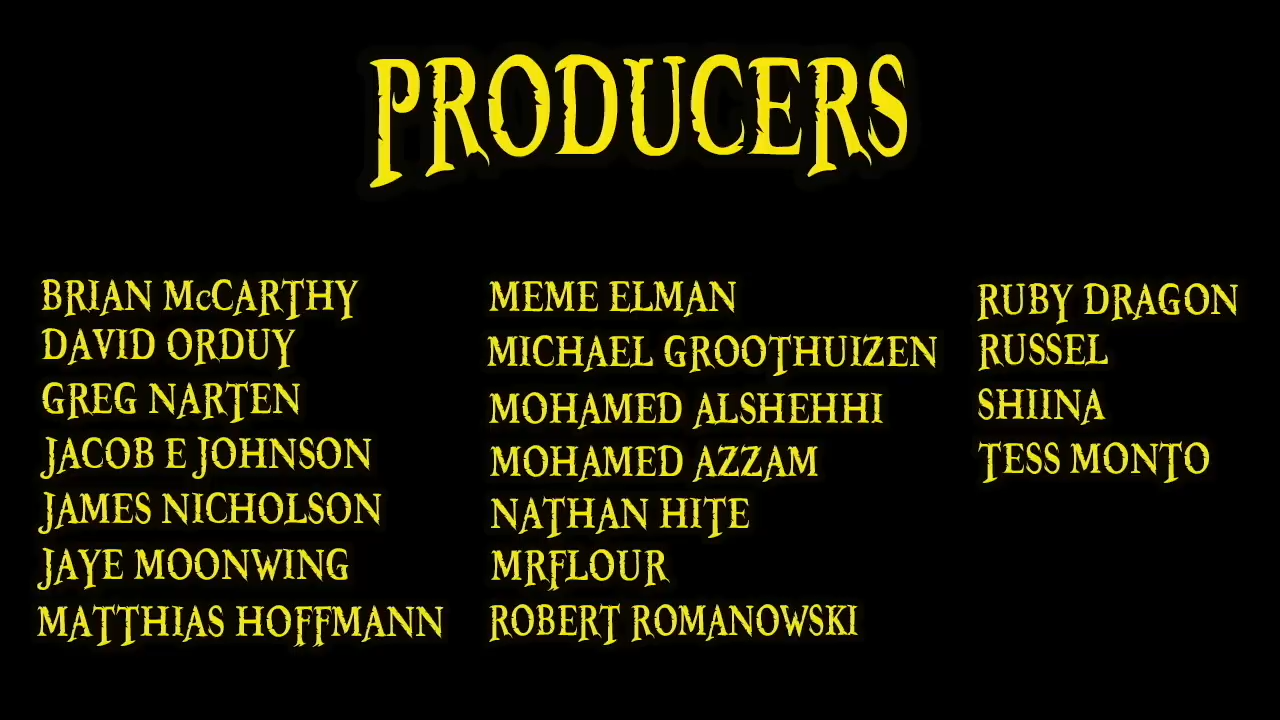 PRODUCERS
BRIAN McCARTHY
DAVID ORDUY
GREG NARTEN
JACOB E JOHNSON
JAMES NICHOLSON
JAYE MOONWING
MATTHIAS HOFFMANN
MEME ELMAN
MICHAEL GROOTHUIZEN
MOHAMED ALSHEHHI
MOHAMED AZZAM
NATHAN HITE
MRFLOUR
ROBERT ROMANOWSKI
RUBY DRAGON
RUSSEL
SHIINA
TESS MONTO